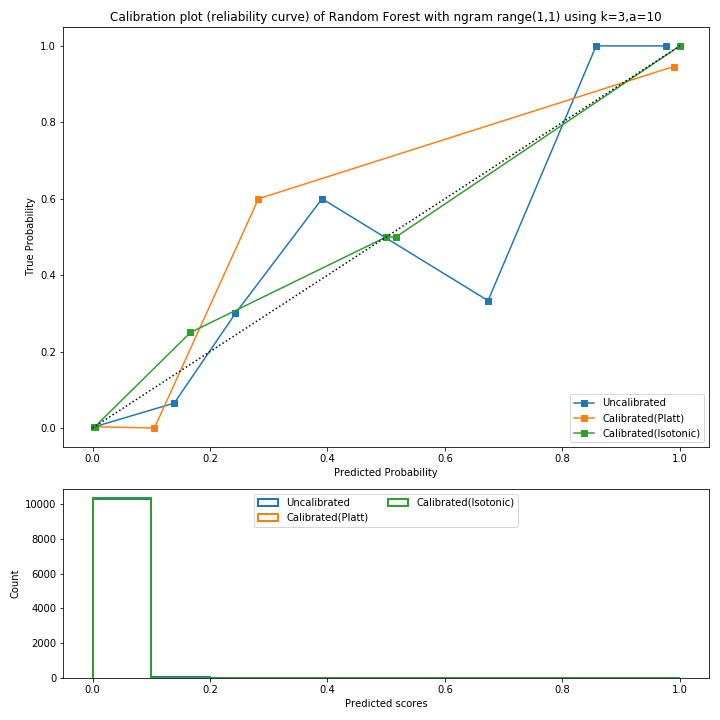 Calibration plot (reliability curve) of Random Forest with ngram range(1,1) using k=3,a=10
True Probability
1.0
0.8
0.6
0.4
0.2
0.0
Uncalibrated
Calibrated(Platt)
Calibrated(Isotonic)
0.0 0.2 0.4 0.6 0.8 1.0
Predicted Probability
Count
10000
8000
6000
4000
2000
0
Uncalibrated
Calibrated(Platt)
Calibrated(Isotonic)
0.0 0.2 0.4 0.6 0.8 1.0
Predicted scores